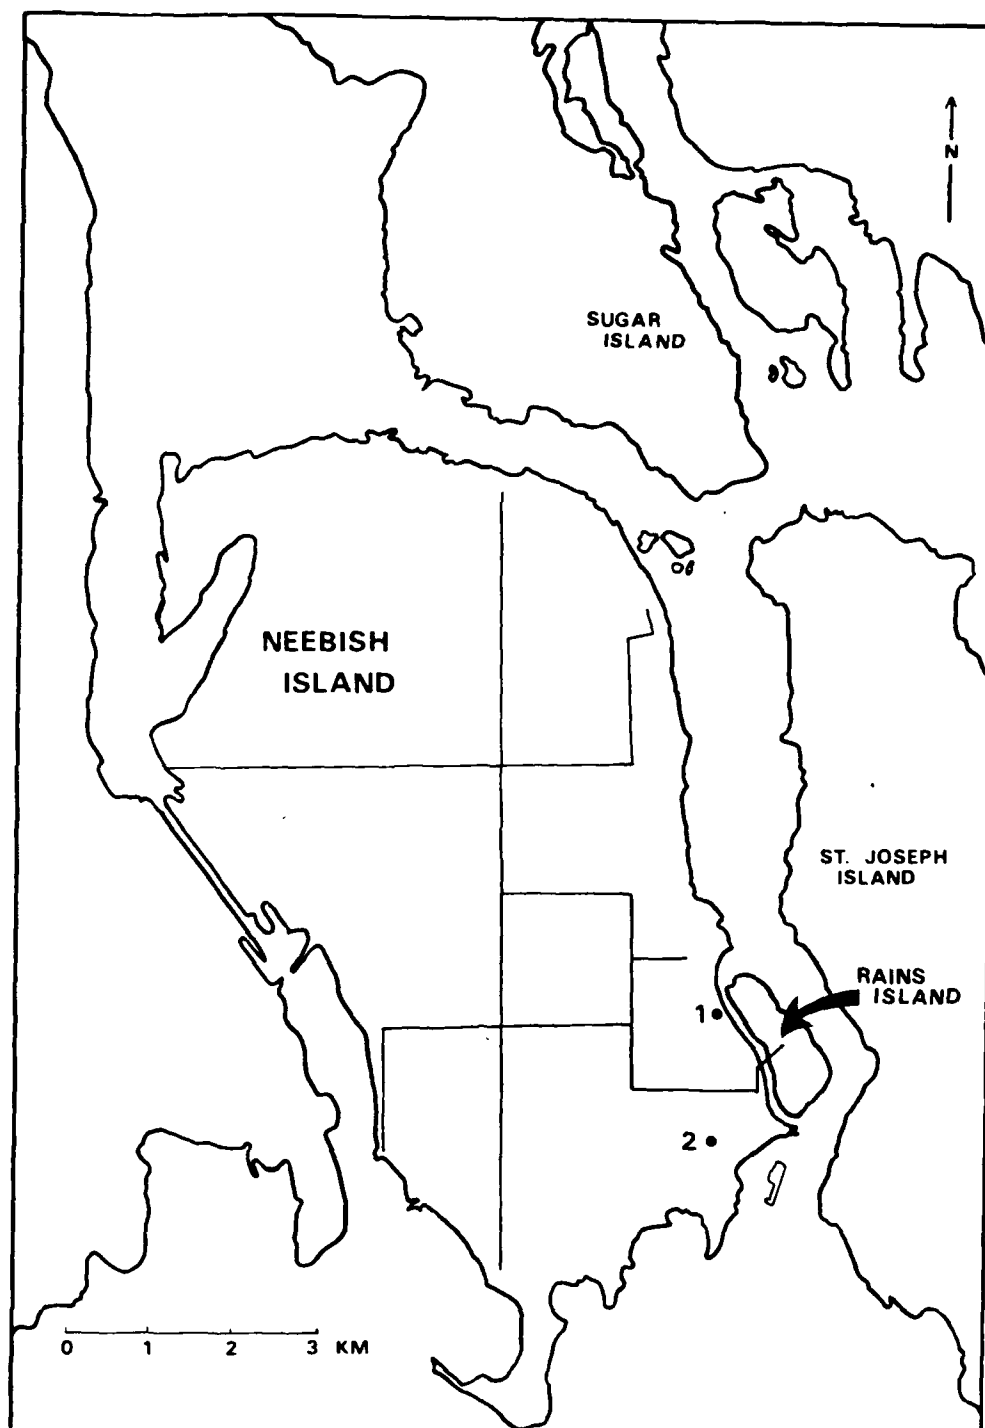 N
SUGAR
ISLAND
NEEBISH
ISLAND
ST. JOSEPH
ISLAND
RAINS
ISLAND
1
2
0 1 2 3 KM